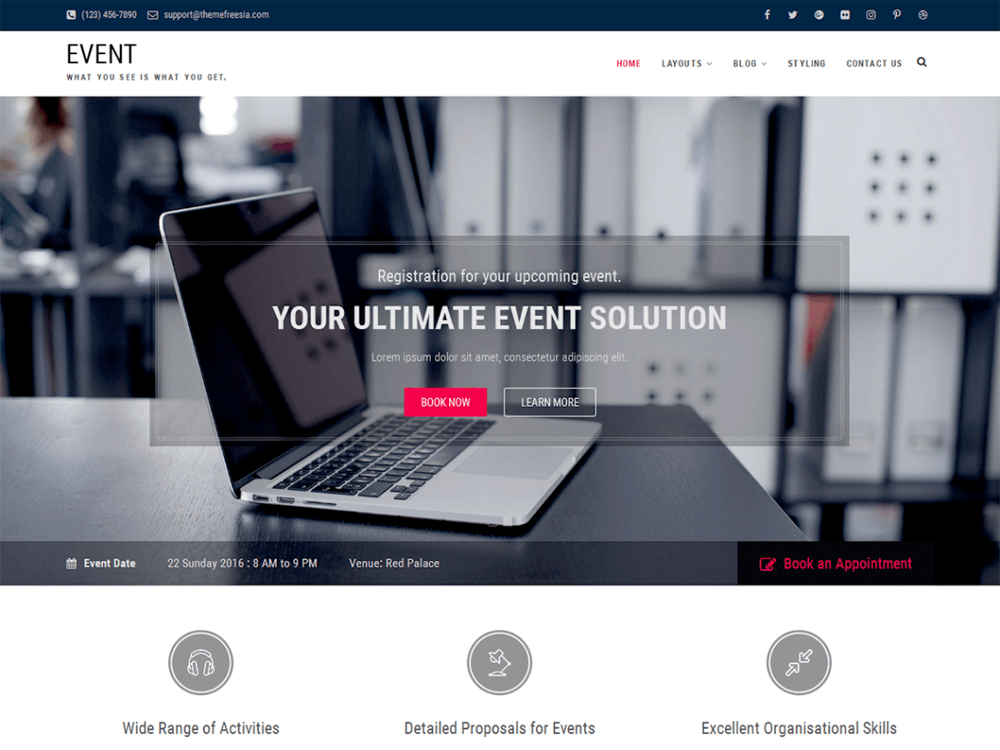 (123) 456-7890 support@themefreesia.com
EVENT
WHAT YOU SEE IS WHAT YOU GET.
HOME LAYOUTS BLOG STYLING CONTACT US
Registration for your upcoming event.
YOUR ULTIMATE EVENT SOLUTION
Lorem ipsum dolor sit amet, consectetur adipiscing elit.
BOOK NOW LEARN MORE
Event Date 22 Sunday 2016 : 8 AM to 9 PM Venue: Red Palace Book an Appointment
Wide Range of Activities Detailed Proposals for Events Excellent Organisational Skills